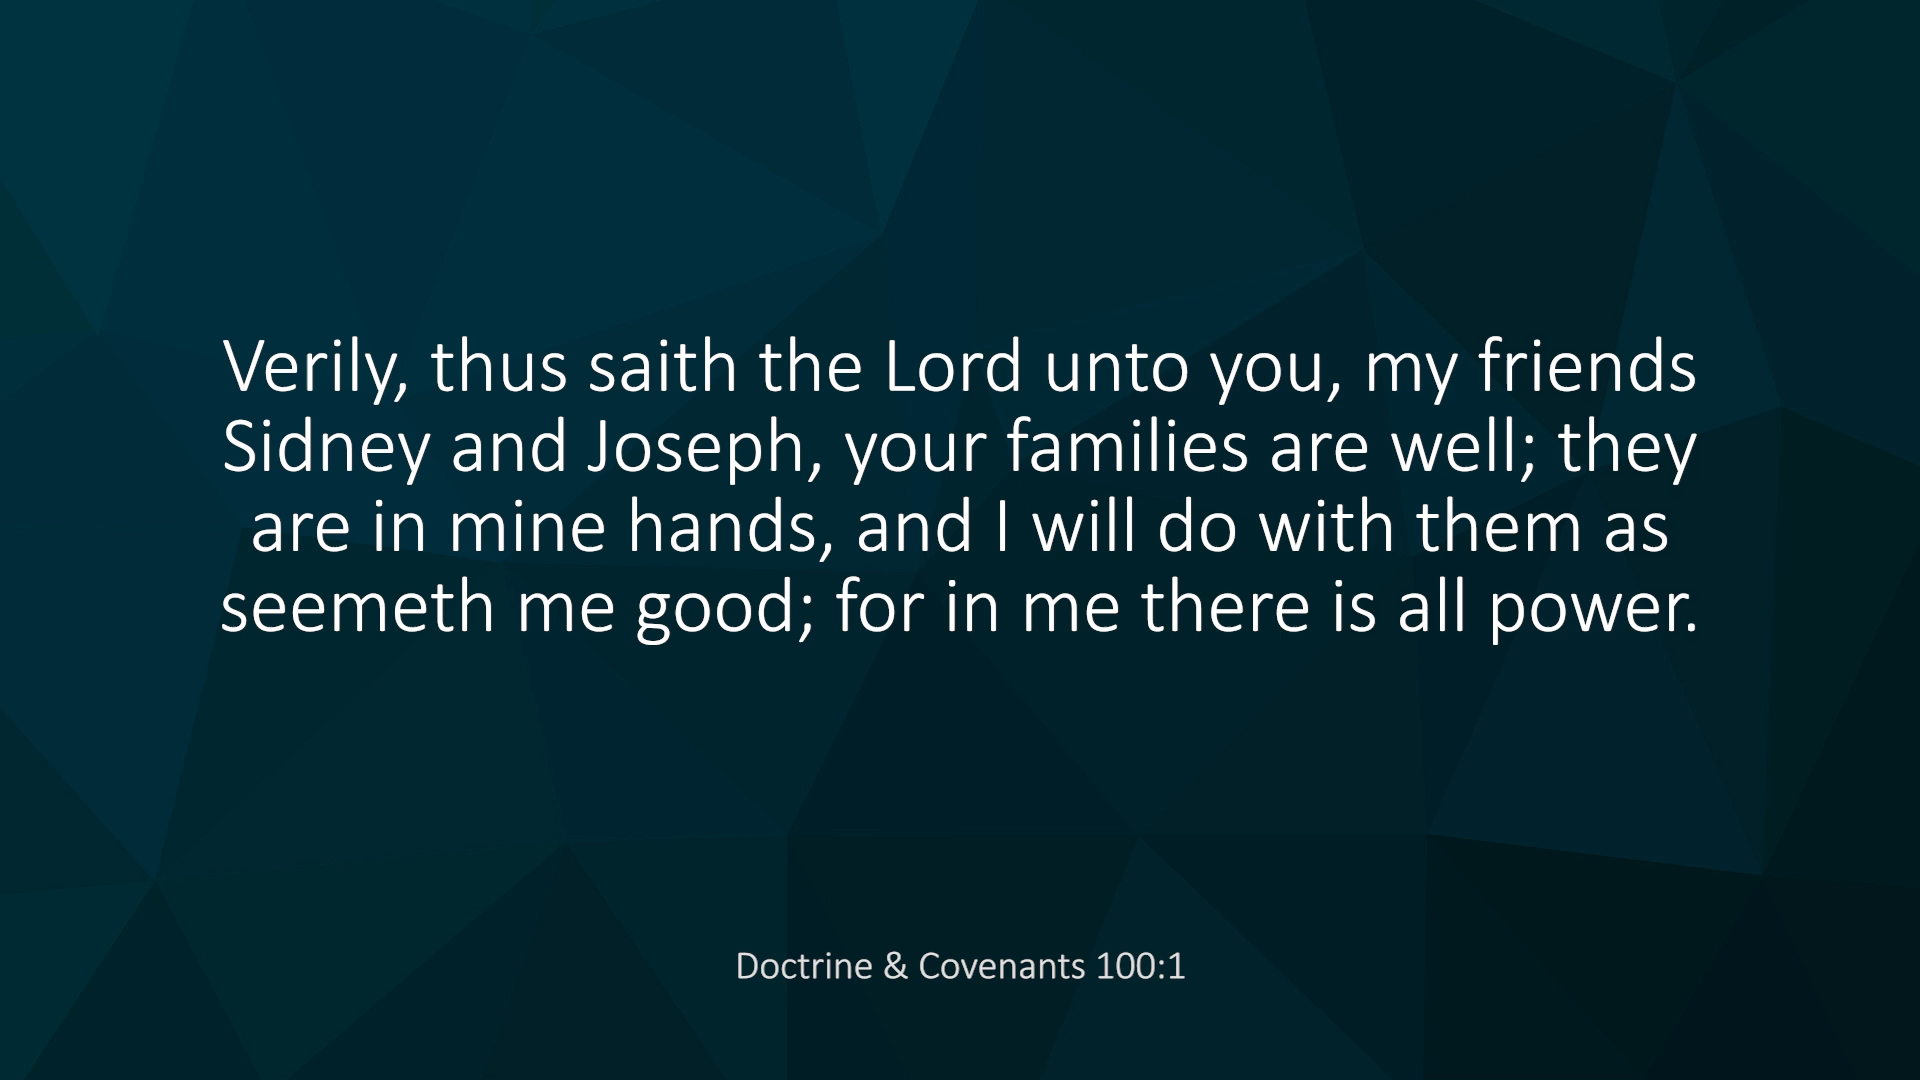 Verily, thus saith the Lord unto you, my friends
Sidney and Joseph, your families are well; they
are in mine hands, and I will do with them as
seemeth me good; for in me there is all power.
Doctrine & Covenants 100:1